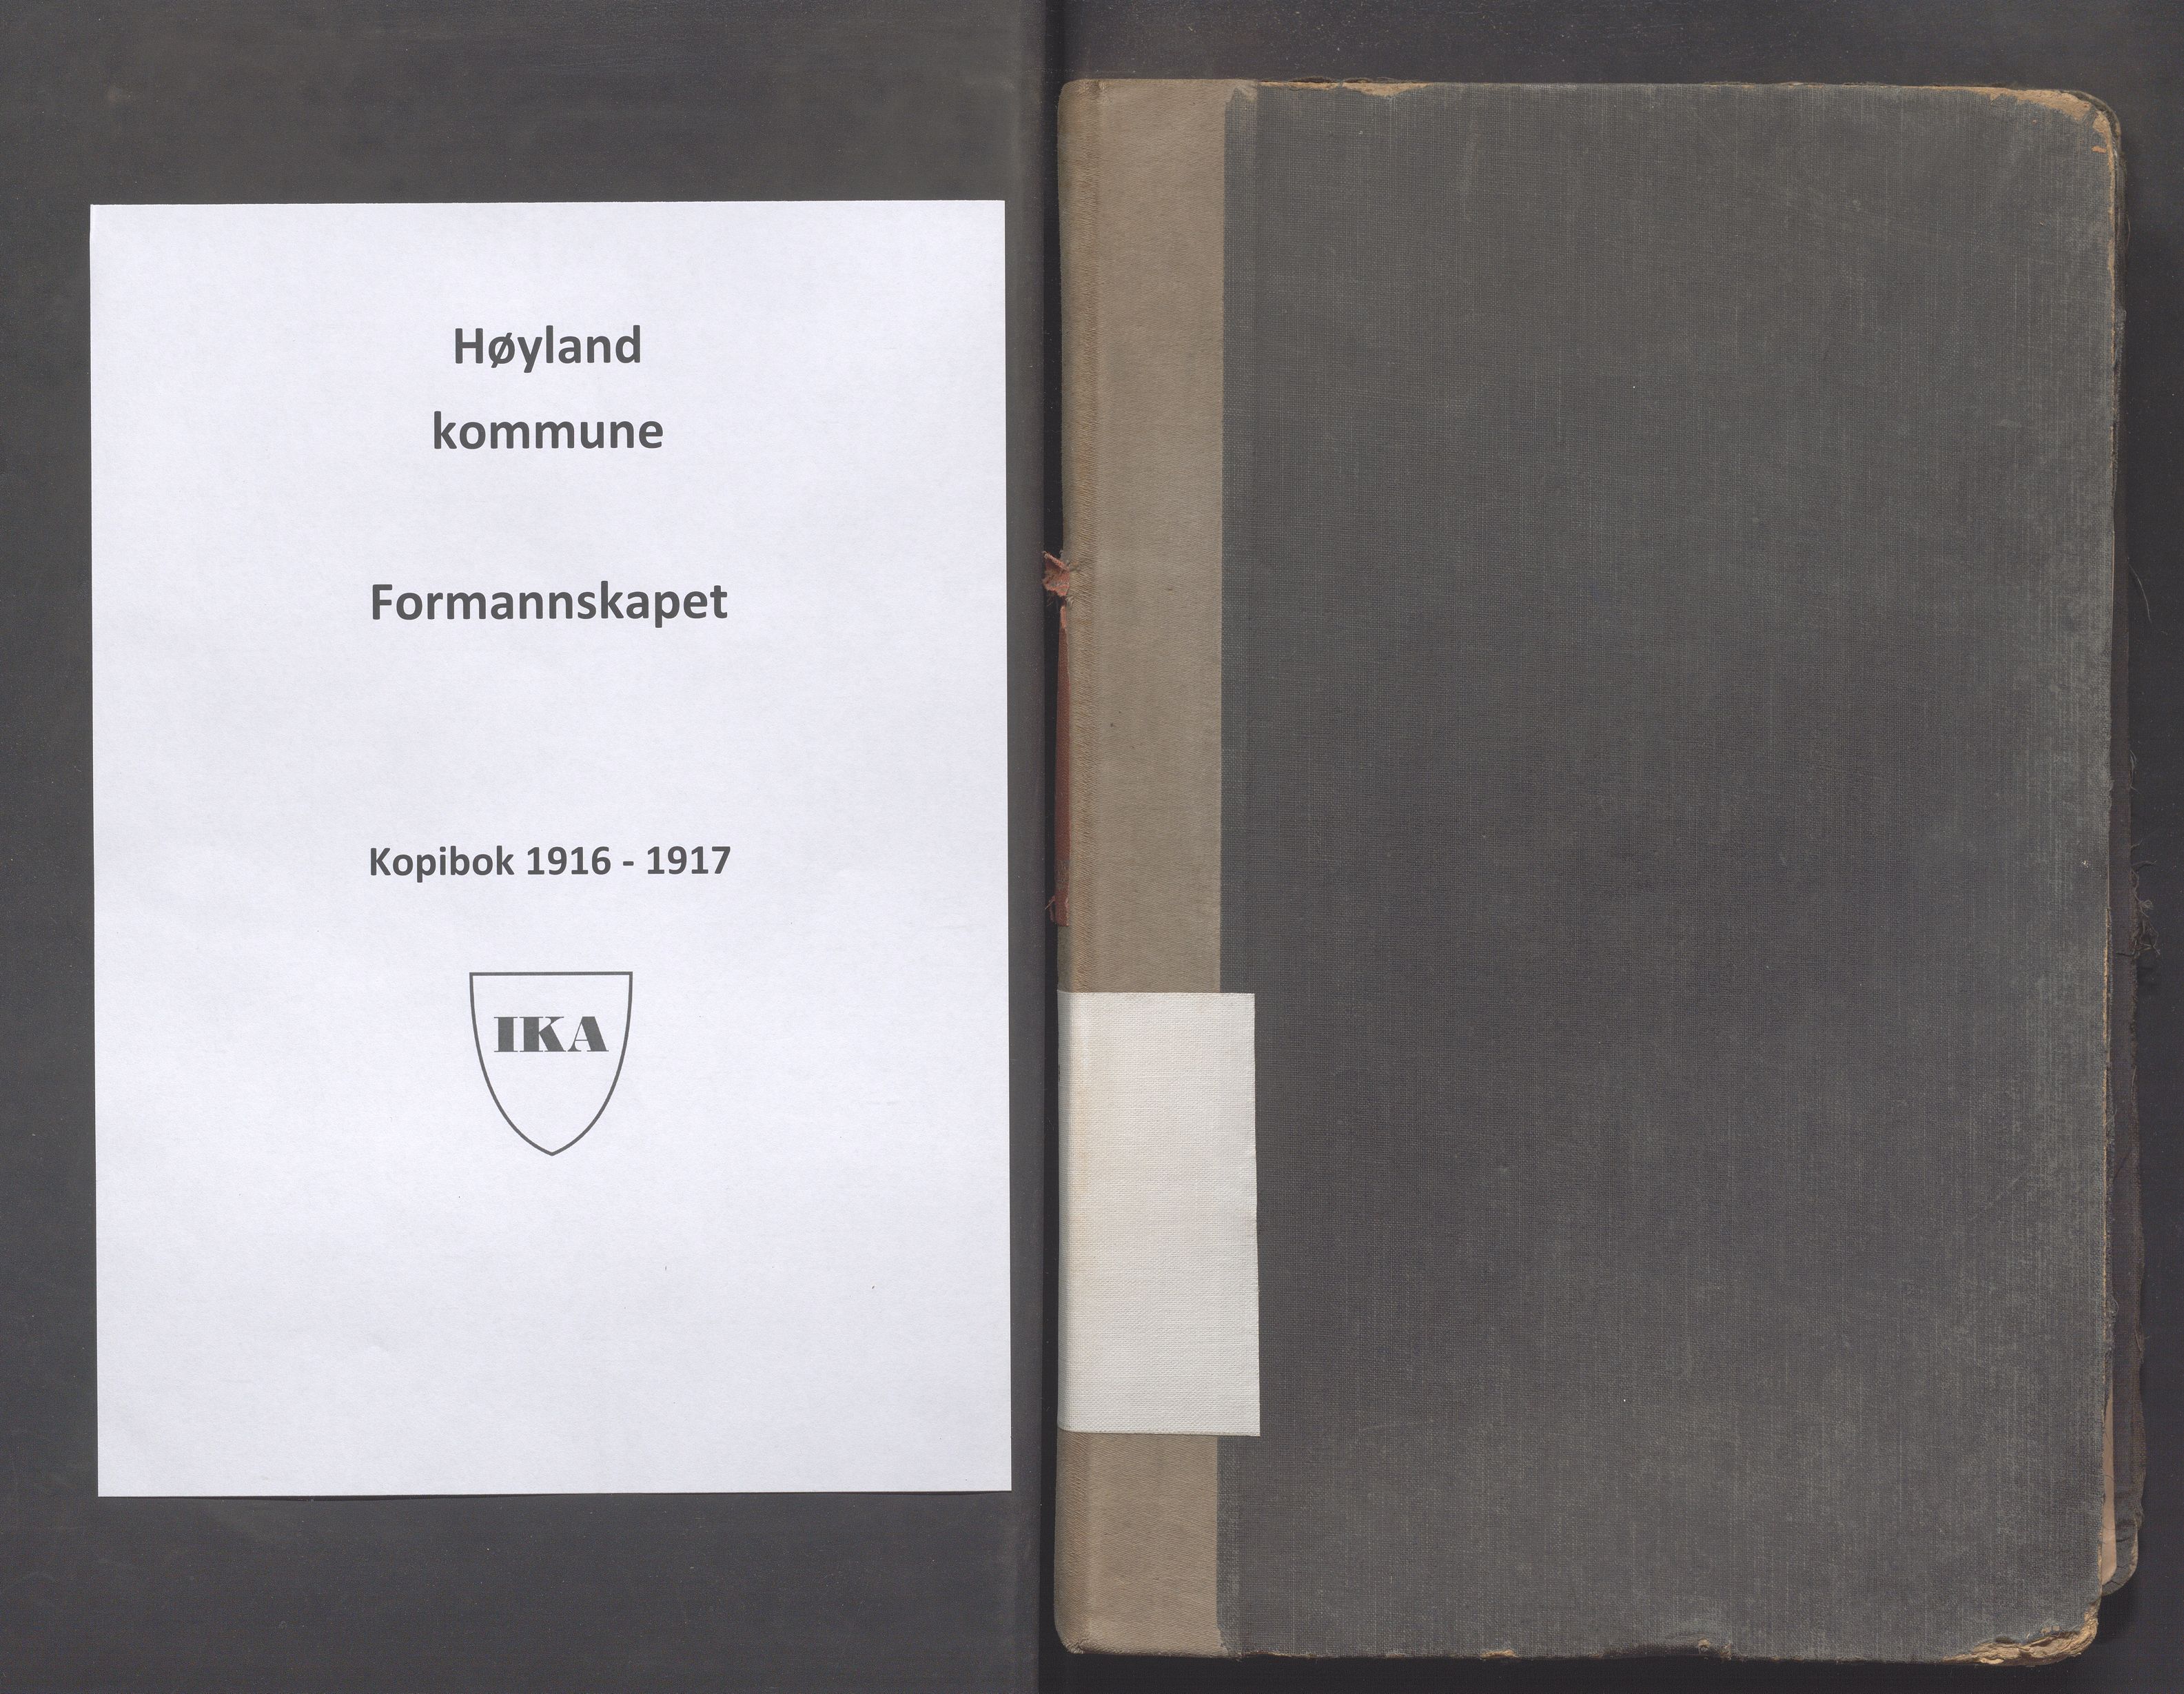 Høyland
kommune
Formannskapet
Kopibok 1916 - 1917
IKA